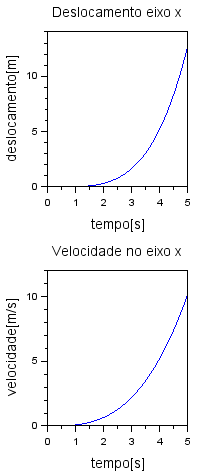 Deslocamento eixo x
deslocamento[m]
10
5
0
0 1 2 3 4 5
tempo[s]
Velocidade no eixo x
velocidade[m/s]
10
5
0
0 1 2 3 4 5
tempo[s]